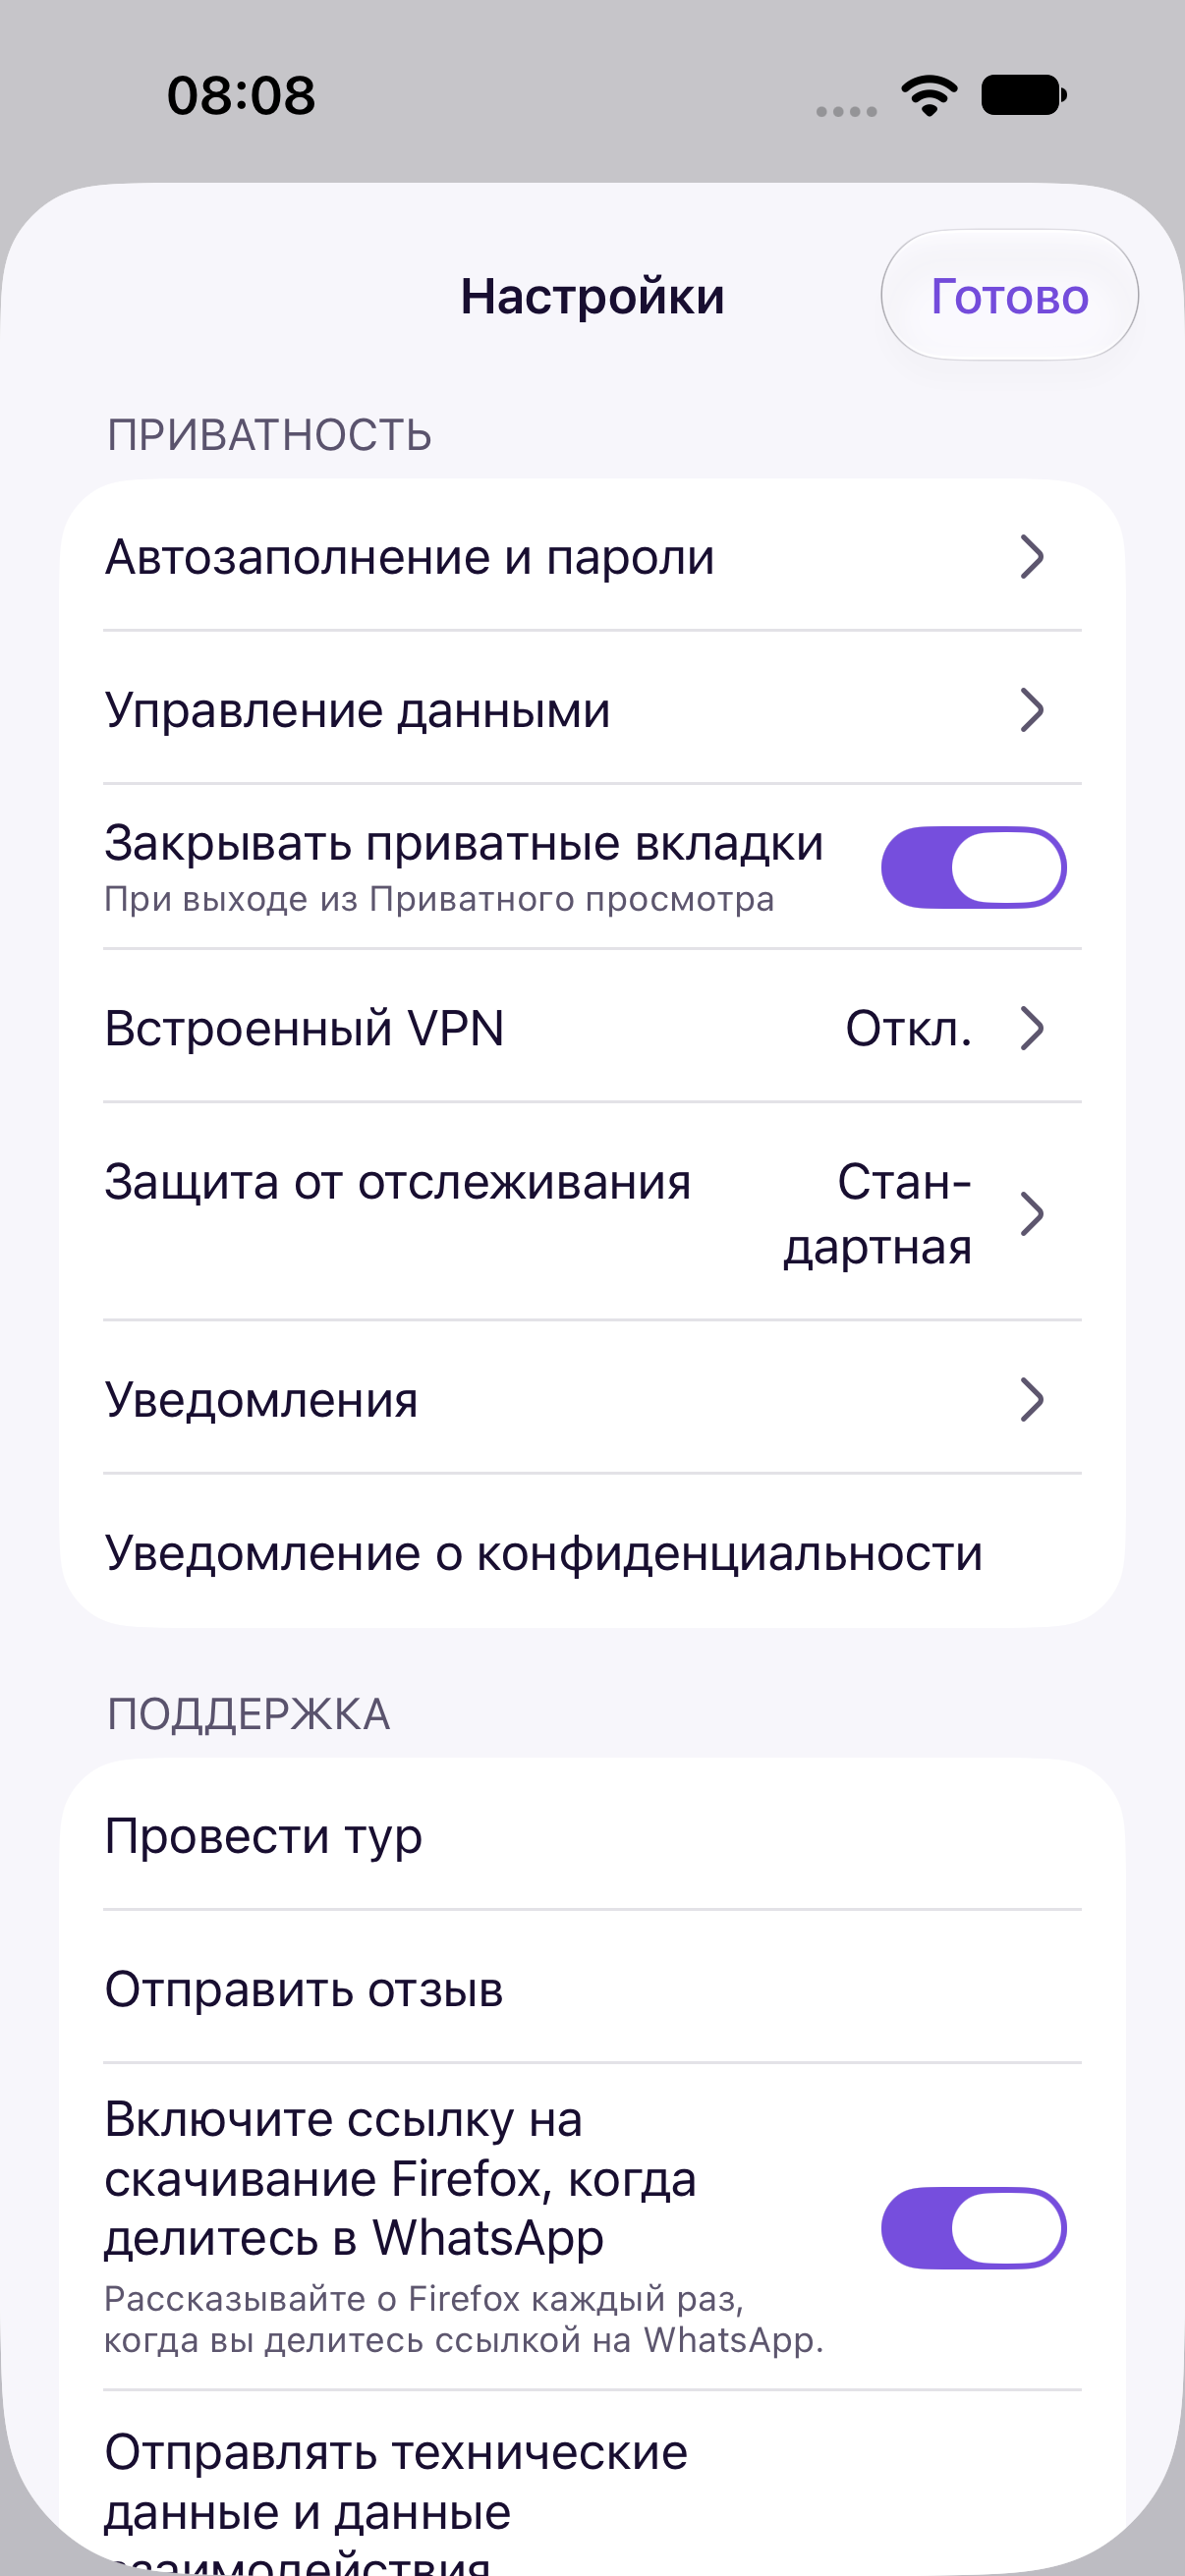 08:08
Настройки
Готово
ПРИВАТНОСТЬ
Автозаполнение и пароли
Управление данными
Закрывать приватные вкладки
При выходе из Приватного просмотра
Встроенный VPN
Откл.
Защита от отслеживания
Стан-
дартная
Уведомления
Уведомление о конфиденциальности
ПОДДЕРЖКА
Провести тур
Отправить отзыв
Включите ссылку на
скачивание Firefox, когда
делитесь в WhatsApp
Рассказывайте о Firefox каждый раз,
когда вы делитесь ссылкой на WhatsApp.
Отправлять технические
данные и данные
взаимодействия